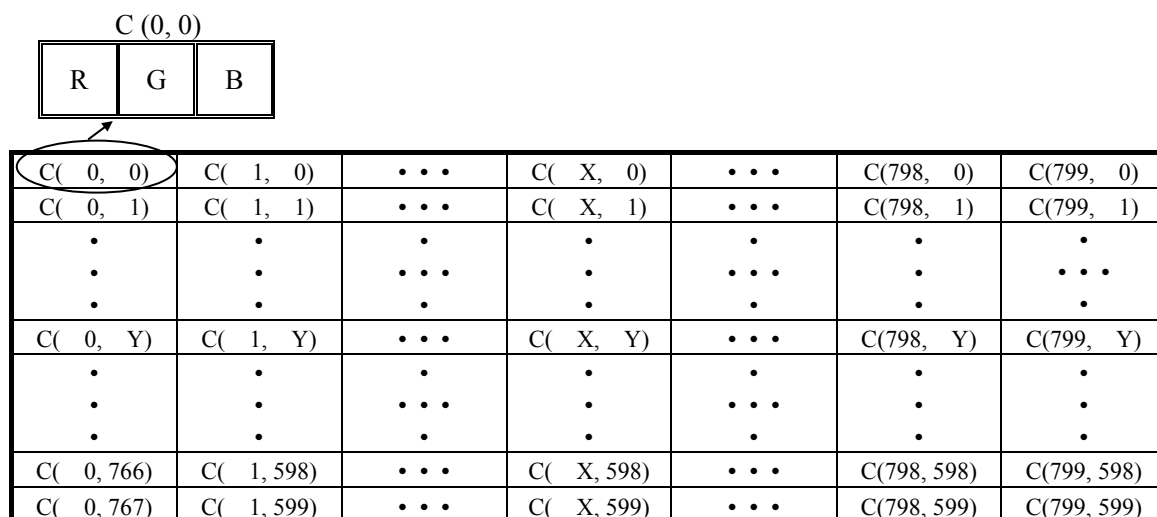 C (0, 0)
R G B
C( 0, 0) C( 1, 0) • • • C( X, 0) • • • C(798, 0) C(799, 0)
C( 0, 1) C( 1, 1) • • • C( X, 1) • • • C(798, 1) C(799, 1)
• • • • • • •
• • • • • • • • • • • • •
• • • • • • •
C( 0, Y) C( 1, Y) • • • C( X, Y) • • • C(798, Y) C(799, Y)
• • • • • • •
• • • • • • • • • • •
• • • • • • •
C( 0, 766) C( 1, 598) • • • C( X, 598) • • • C(798, 598) C(799, 598)
C( 0, 767) C( 1, 599) • • • C( X, 599) • • • C(798, 599) C(799, 599)